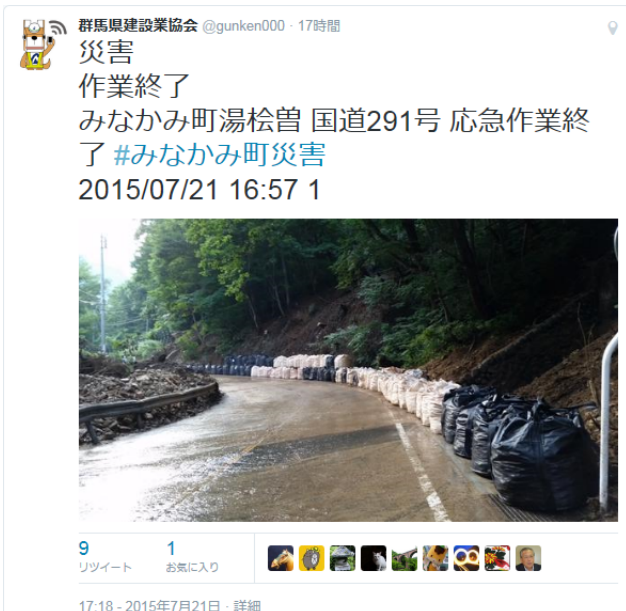 群馬県建設業協会 @gunken000 · 17時間
災害
作業終了
みなかみ町湯桧曽 国道291号 応急作業終
了 #みなかみ町災害
2015/07/21 16:57 1
9 1
リツイート お気に入り
17:18 - 2015年7月21日 · 詳細